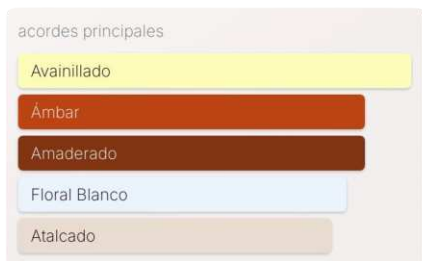 acordes principales
Avainillado
Ámbar
Amaderado
Floral Blanco
Atalcado